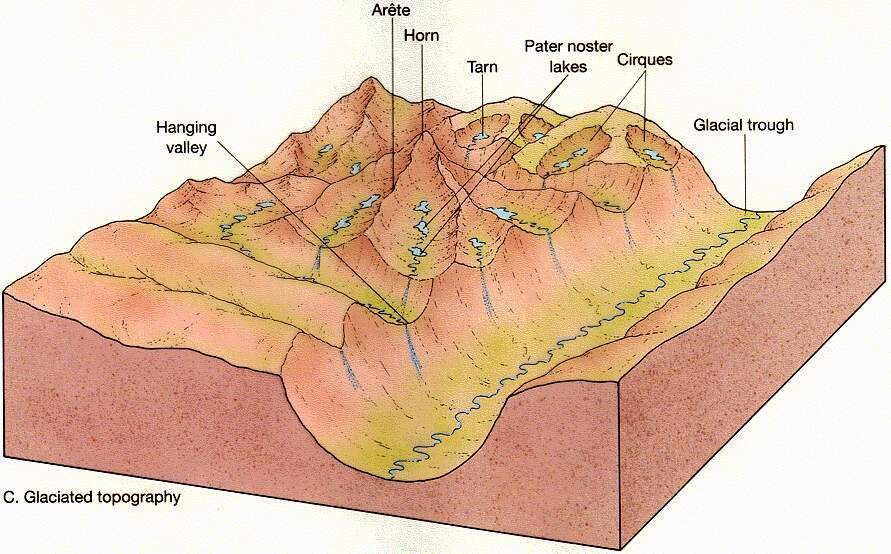 Arête
Horn
Tarn
Pater noster
lakes
Cirques
Hanging
valley
Glacial trough
C. Glaciated topography